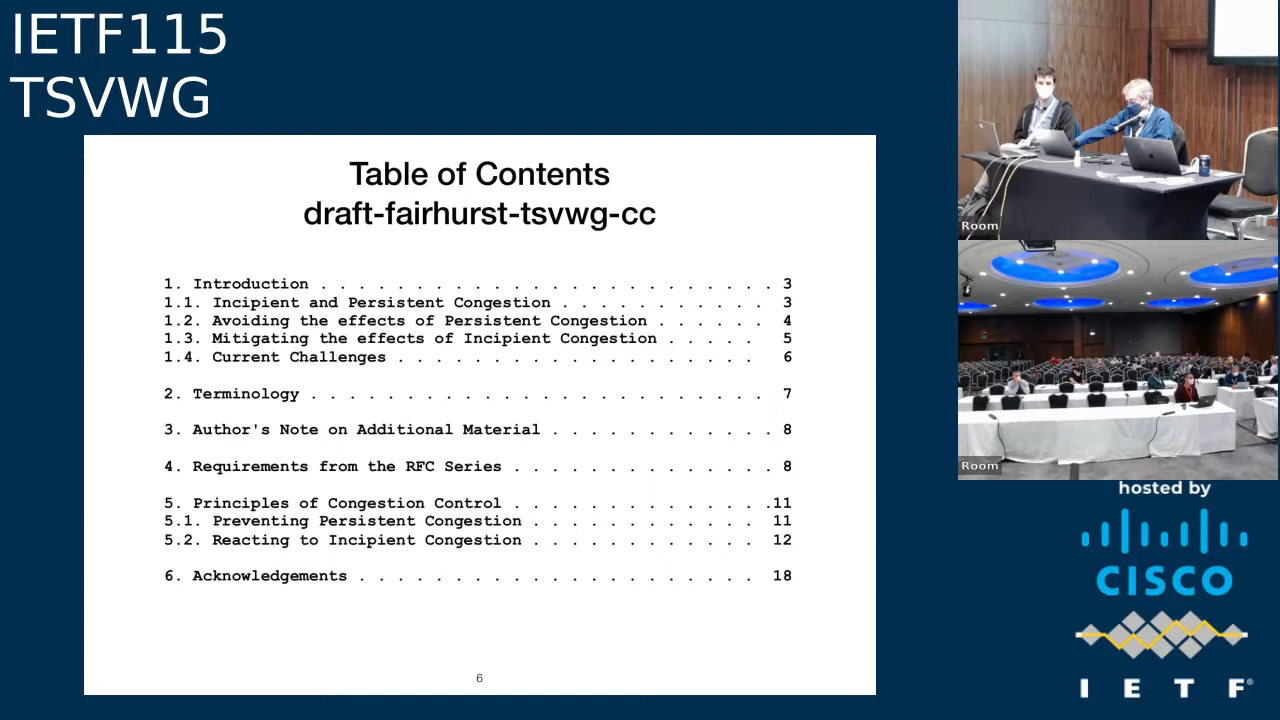 IETF115
TSVWG
Table of Contents
draft-fairhurst-tsvwg-cc
1. Introduction . . . . . . . . . . . . . . . . . . . . . . . . 3
1.1. Incipient and Persistent Congestion . . . . . . . . . . . 3
1.2. Avoiding the effects of Persistent Congestion . . . . . . 4
1.3. Mitigating the effects of Incipient Congestion . . . . . 5
1.4. Current Challenges . . . . . . . . . . . . . . . . . . . 6
2. Terminology . . . . . . . . . . . . . . . . . . . . . . . . 7
3. Author's Note on Additional Material . . . . . . . . . . . . 8
4. Requirements from the RFC Series . . . . . . . . . . . . . . 8
5. Principles of Congestion Control . . . . . . . . . . . . . .11
5.1. Preventing Persistent Congestion . . . . . . . . . . . . 11
5.2. Reacting to Incipient Congestion . . . . . . . . . . . . 12
6. Acknowledgements . . . . . . . . . . . . . . . . . . . . . 18
6
Room
Room
hosted by
CISCO
I E T F®